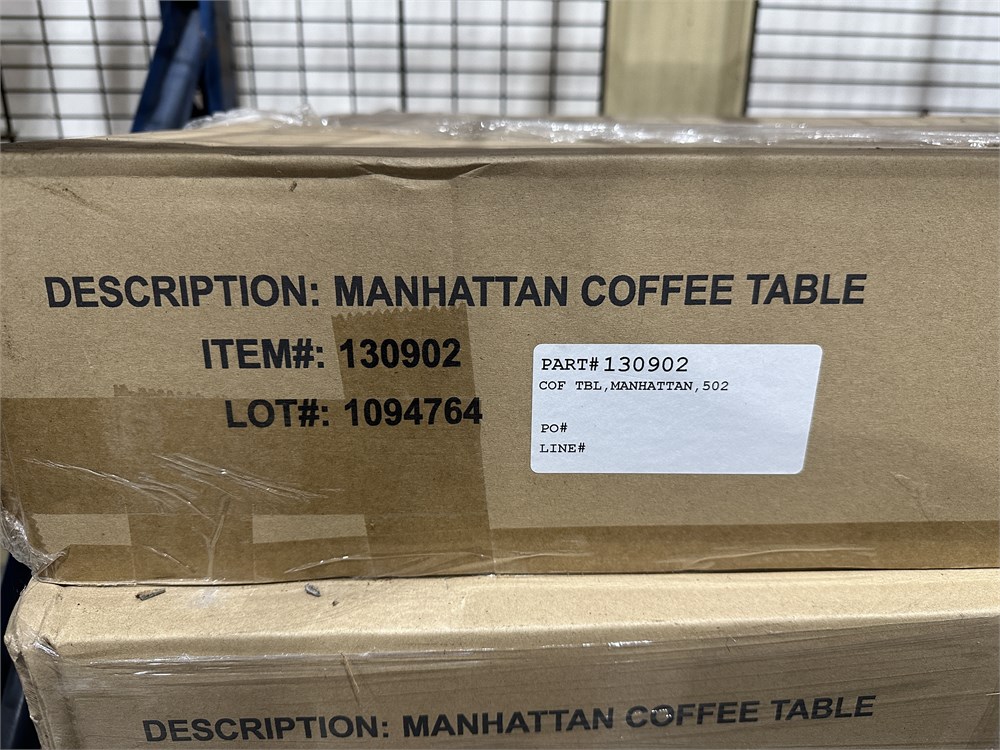 DESCRIPTION: MANHATTAN COFFEE TABLE
ITEM#: 130902
LOT#: 1094764
PART#130902
COF TBL,MANHATTAN,502
PO#
LINE#
DESCRIPTION: MANHATTAN COFFEE TABLE